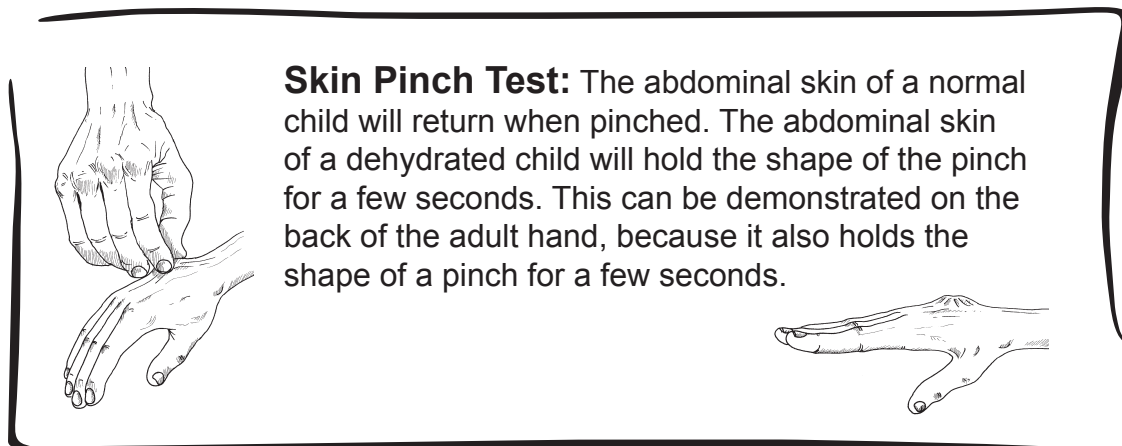 Skin Pinch Test: The abdominal skin of a normal
child will return when pinched. The abdominal skin
of a dehydrated child will hold the shape of the pinch
for a few seconds. This can be demonstrated on the
back of the adult hand, because it also holds the
shape of a pinch for a few seconds.